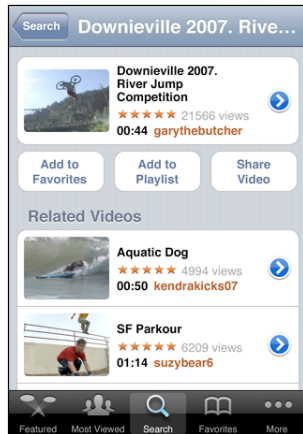 Search
Downieville 2007. Rive...
Downieville 2007.
River Jump
Competition
21566 views
00:44 garythebutcher
Add to
Favorites
Add to
Playlist
Share
Video
Related Videos
Aquatic Dog
4994 views
00:50 kendrakicks07
SF Parkour
6209 views
01:14 suzybear6
Featured Most Viewed Search Favorites More